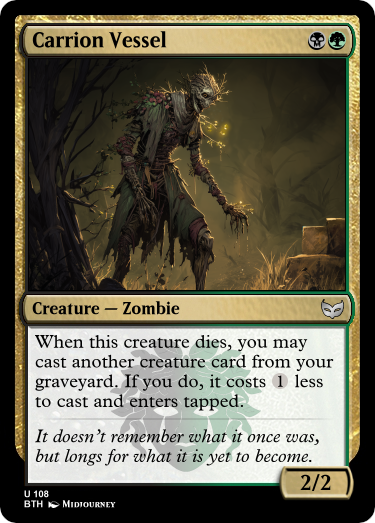 Carrion Vessel
Creature — Zombie
When this creature dies, you may
cast another creature card from your
graveyard. If you do, it costs 1 less
to cast and enters tapped.
It doesn't remember what it once was,
but longs for what it is yet to become.
2/2
U 108
BTH Midjourney